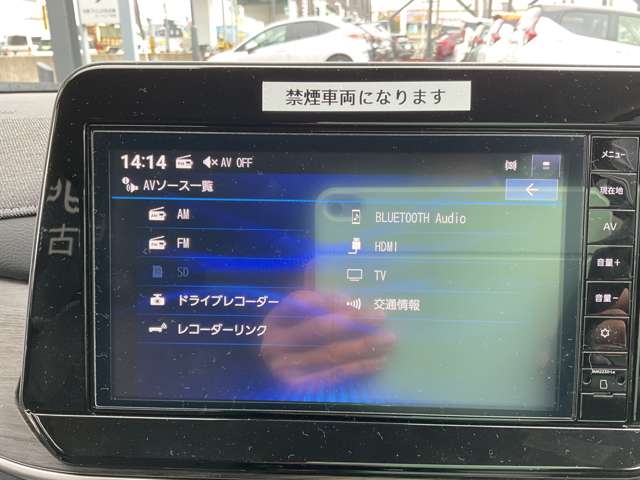 禁煙車両になります
14:14 AV OFF
AVソース一覧
AM
FM
SD
ドライブレコーダー
レコーダーリンク
BLUETOOTH Audio
HDMI
TV
交通情報
メニュー
現在地
AV
音量＋
音量－
北
古